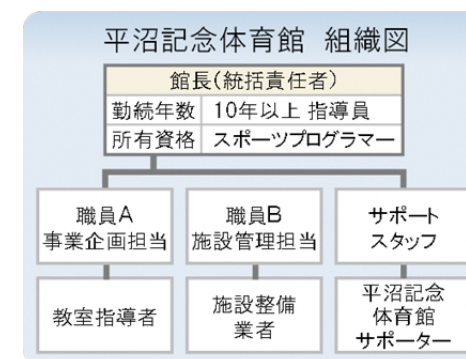 平沼記念体育館 組織図
館長(統括責任者)
勤続年数 10年以上 指導員
所有資格 スポーツプログラマー
職員A
事業企画担当
職員B
施設管理担当
サポート
スタッフ
教室指導者
施設整備
業者
平沼記念
体育館
サポーター